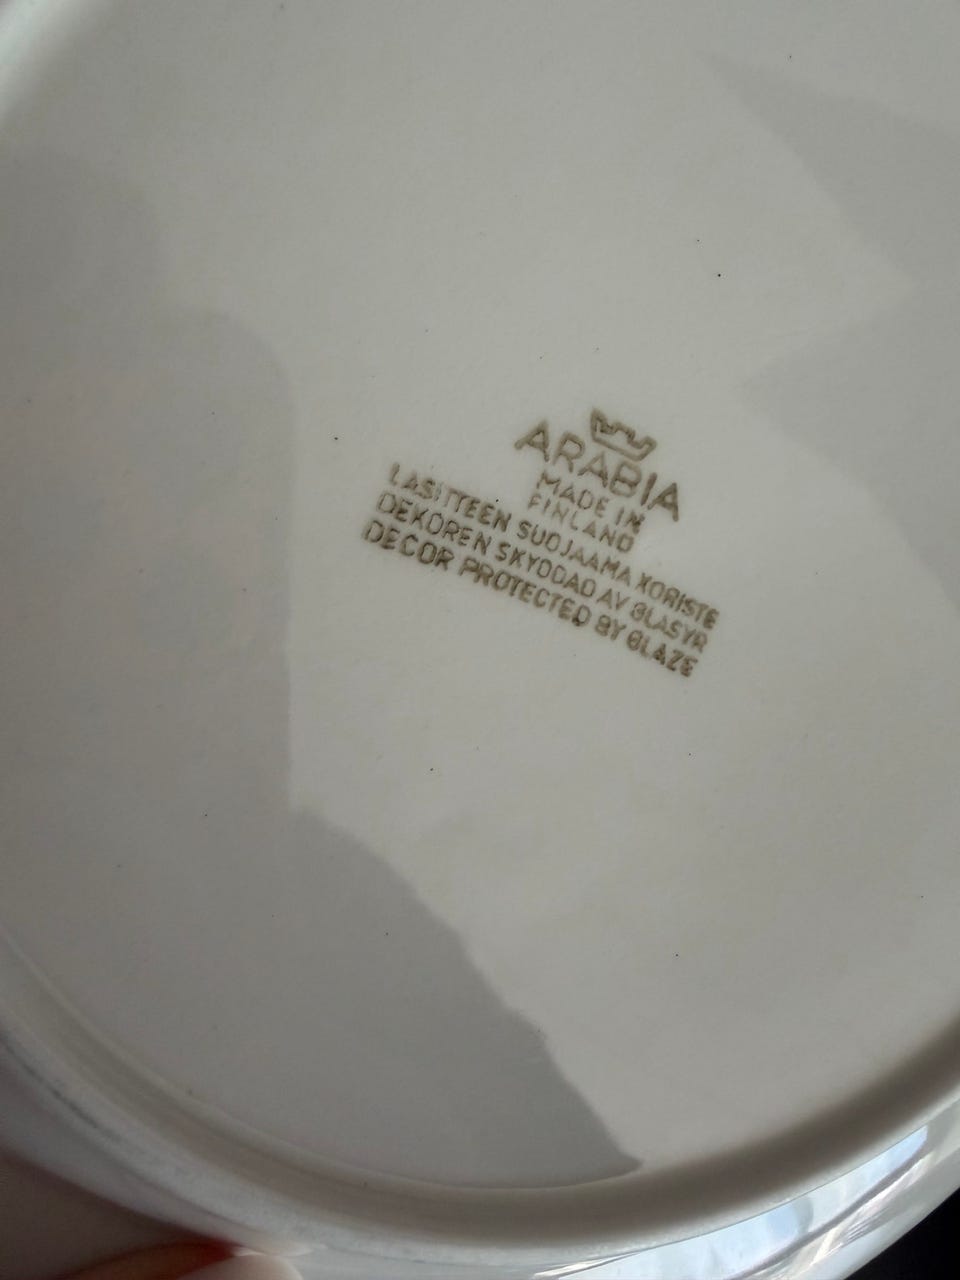 ARABIA
MADE IN
FINLAND
LASITTEEN SUOJAAMA KORISTE
DEKOREN SKYDDAD AV GLASYR
DECOR PROTECTED BY GLAZE